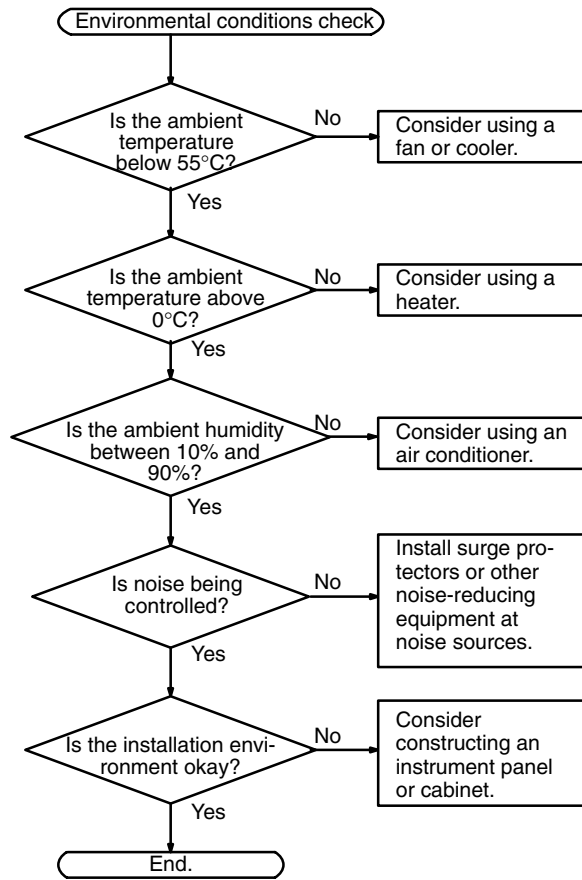 Environmental conditions check
Is the ambient
temperature
below 55°C?
No
Consider using a
fan or cooler.
Yes
Is the ambient
temperature above
0°C?
No
Consider using a
heater.
Yes
Is the ambient humidity
between 10% and
90%?
No
Consider using an
air conditioner.
Yes
Is noise being
controlled?
No
Install surge pro-
tectors or other
noise-reducing
equipment at
noise sources.
Yes
Is the installation envi-
ronment okay?
No
Consider
constructing an
instrument panel
or cabinet.
Yes
End.